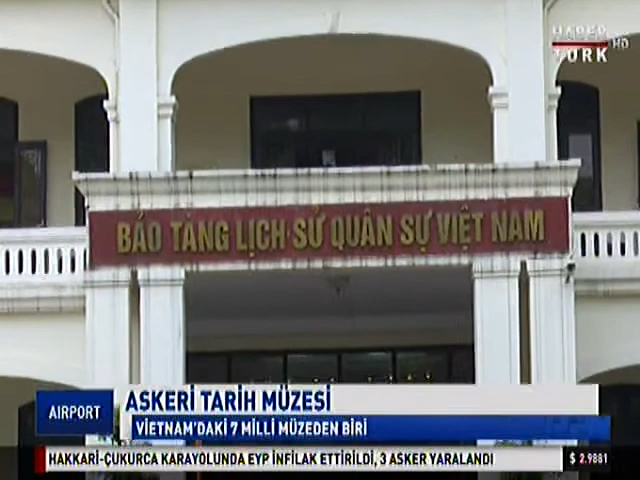 HABER
TÜRK HD
BẢO TÀNG LỊCH SỬ QUÂN SỰ VIỆT NAM
AIRPORT
ASKERİ TARİH MÜZESİ
VİETNAM'DAKİ 7 MİLLİ MÜZEDEN BİRİ
HAKKARİ-ÇUKURCA KARAYOLUNDA EYP İNFİLAK ETTİRİLDİ, 3 ASKER YARALANDI
$ 2.9881